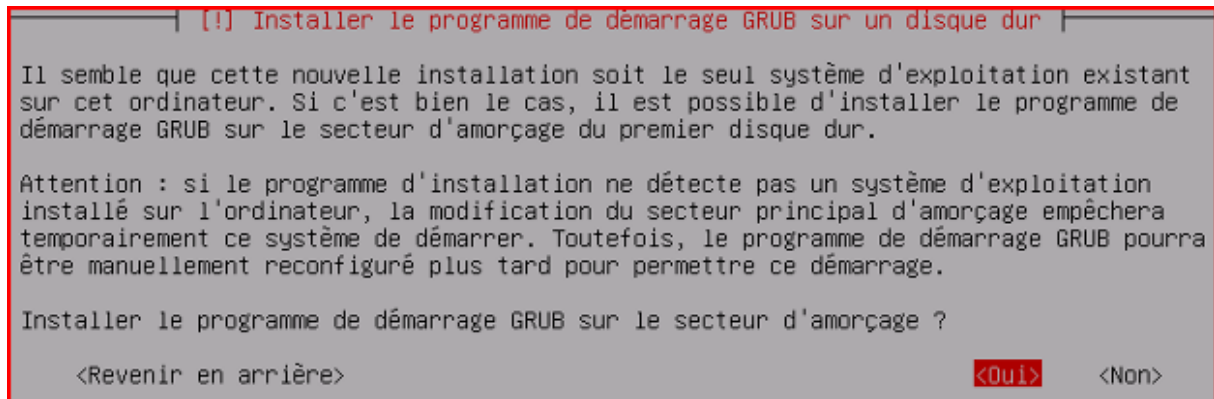 [!] Installer le programme de démarrage GRUB sur un disque dur
Il semble que cette nouvelle installation soit le seul système d'exploitation existant
sur cet ordinateur. Si c'est bien le cas, il est possible d'installer le programme de
démarrage GRUB sur le secteur d'amorçage du premier disque dur.
Attention : si le programme d'installation ne détecte pas un système d'exploitation
installé sur l'ordinateur, la modification du secteur principal d'amorçage empêchera
temporairement ce système de démarrer. Toutefois, le programme de démarrage GRUB pourra
être manuellement reconfiguré plus tard pour permettre ce démarrage.
Installer le programme de démarrage GRUB sur le secteur d'amorçage ?
<Revenir en arrière> <Oui> <Non>